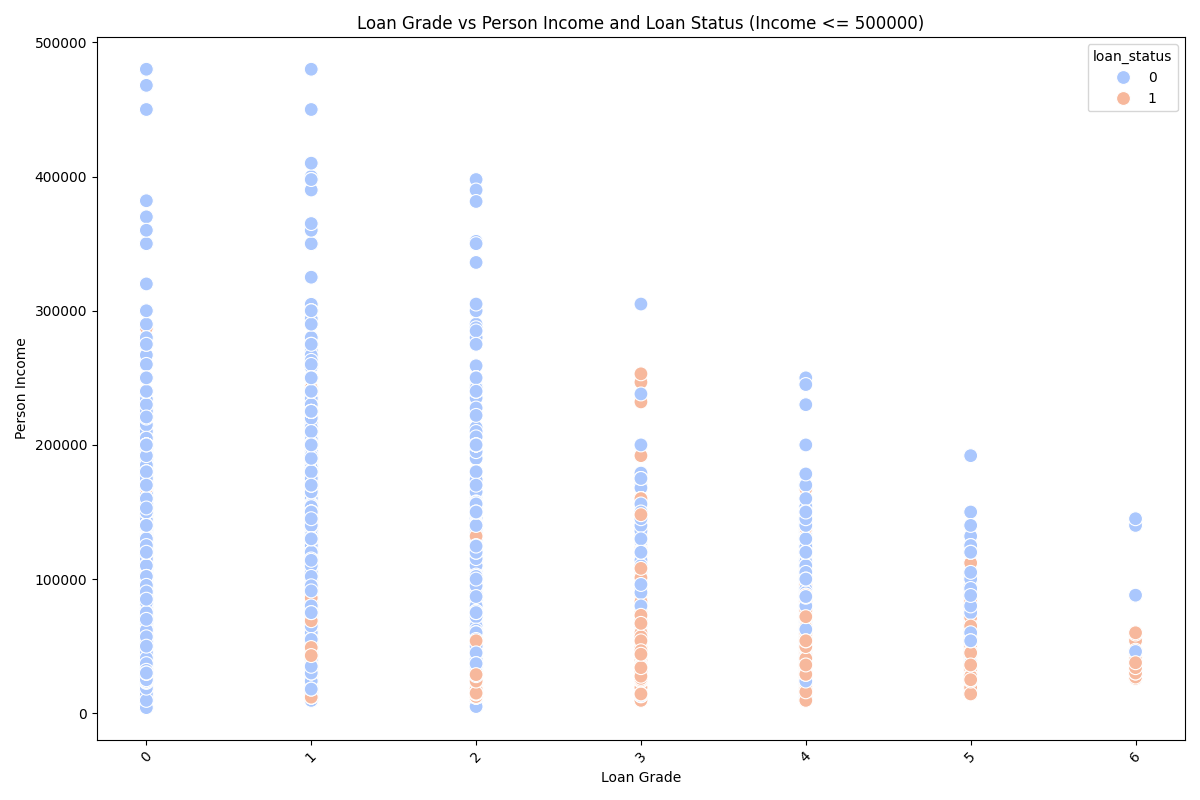 Loan Grade vs Person Income and Loan Status (Income <= 500000)
loan_status
0
1
500000
400000
300000
200000
100000
0
Person Income
0 1 2 3 4 5 6
Loan Grade